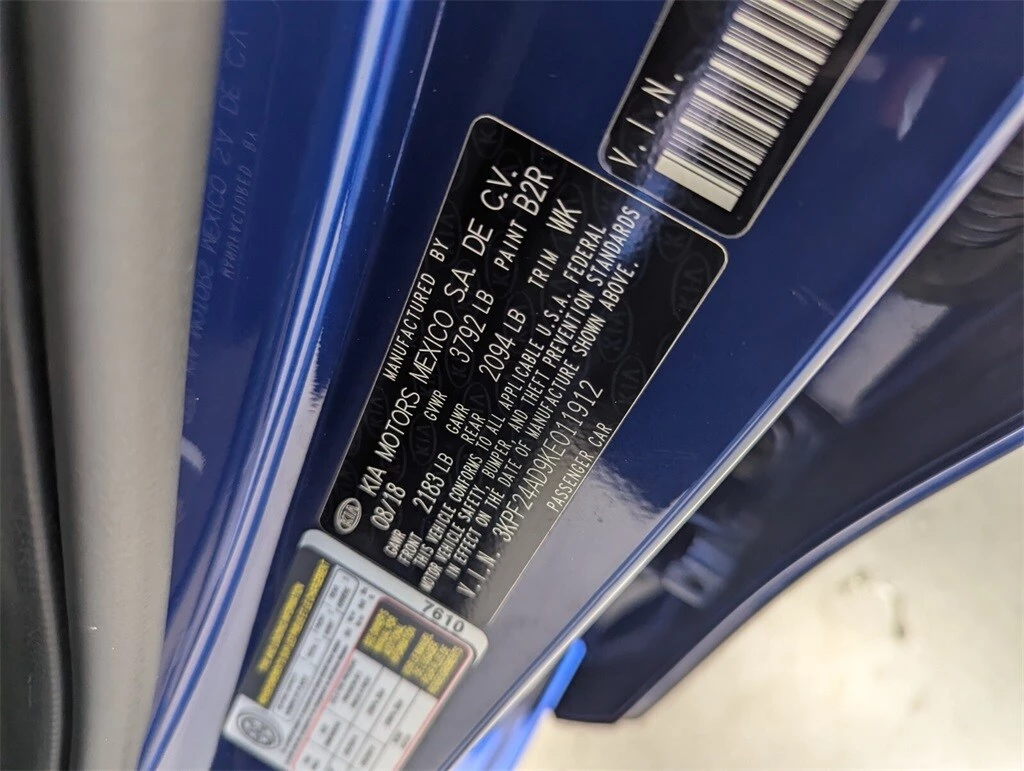 V.I.N.
MANUFACTURED BY
KIA MOTORS MEXICO S.A. DE C.V.
08/18 GVWR 3792 LB PAINT B2R
GAWR FRONT 2183 LB GAWR REAR 2094 LB TRIM WK
THIS VEHICLE CONFORMS TO ALL APPLICABLE U.S.A. FEDERAL
MOTOR VEHICLE SAFETY, BUMPER, AND THEFT PREVENTION STANDARDS
IN EFFECT ON THE DATE OF MANUFACTURE SHOWN ABOVE.
V.I.N. 3KPF24AD9KE011912
PASSENGER CAR
KIA
7610